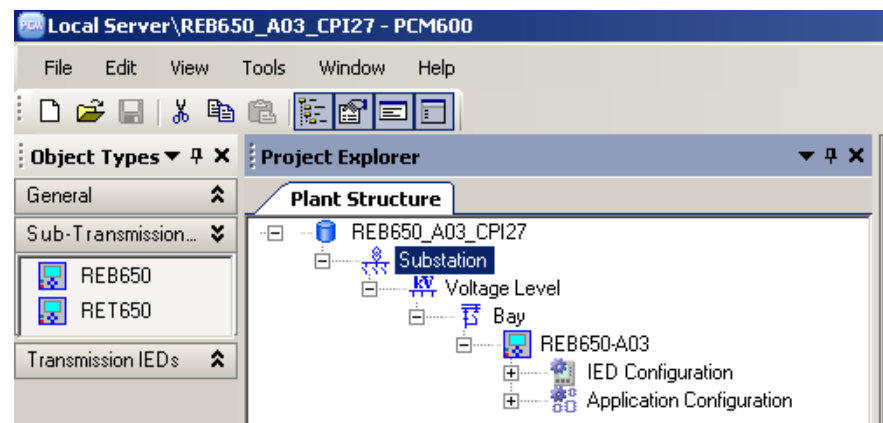 Local Server\REB650_A03_CPI27 - PCM600
File Edit View Tools Window Help
Object Types
Project Explorer
General
Plant Structure
Sub-Transmission...
REB650_A03_CPI27
Substation
REB650
Voltage Level
RET650
Bay
REB650-A03
Transmission IEDs
IED Configuration
Application Configuration